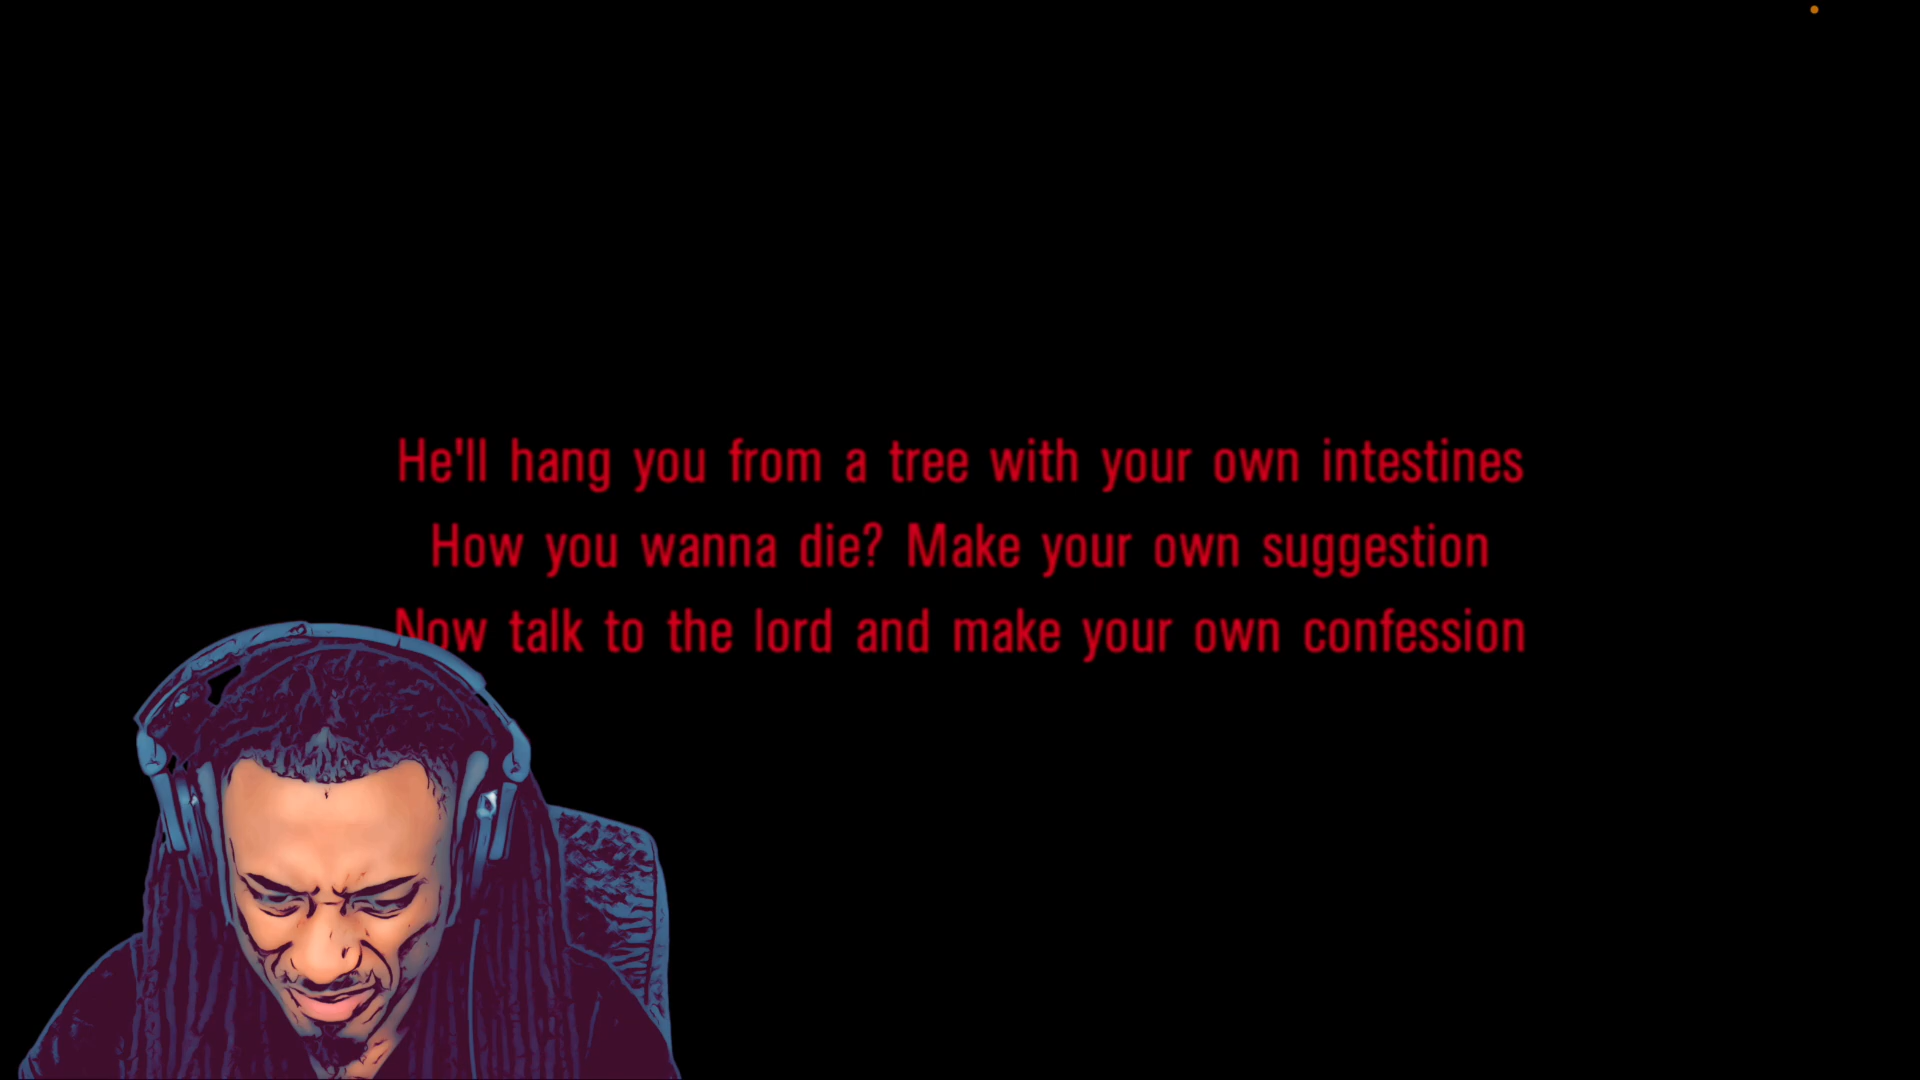 He'll hang you from a tree with your own intestines
How you wanna die? Make your own suggestion
Now talk to the lord and make your own confession